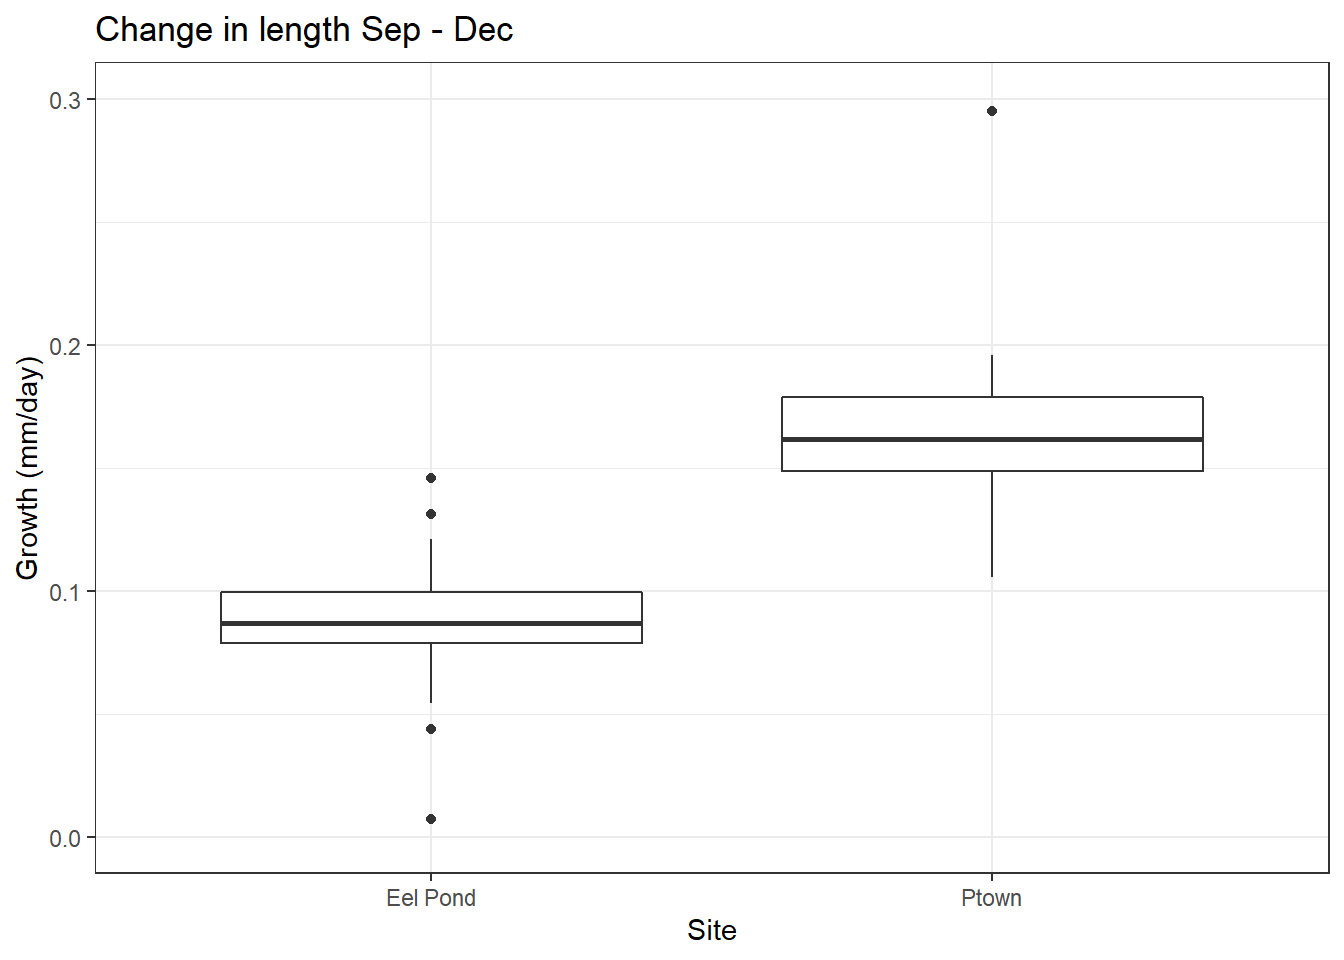 Change in length Sep - Dec
Growth (mm/day)
0.3
0.2
0.1
0.0
Eel Pond
Ptown
Site